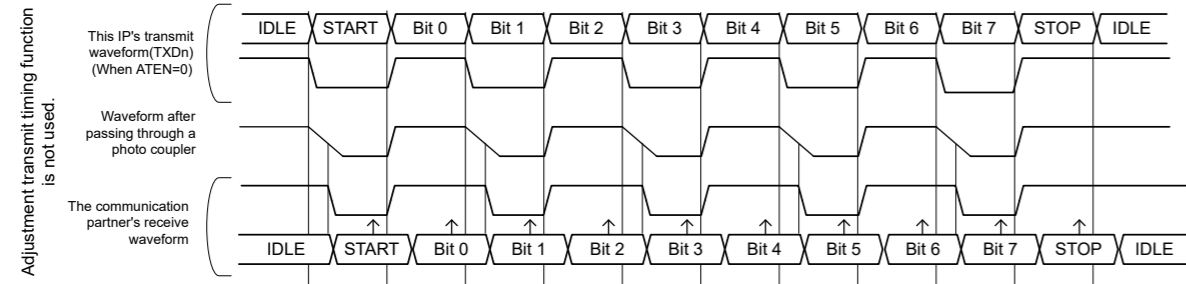 Adjustment transmit timing function
is not used.
This IP's transmit
waveform(TXDn)
(When ATEN=0)
IDLE START Bit 0 Bit 1 Bit 2 Bit 3 Bit 4 Bit 5 Bit 6 Bit 7 STOP IDLE
Waveform after
passing through a
photo coupler
The communication
partner's receive
waveform
IDLE START Bit 0 Bit 1 Bit 2 Bit 3 Bit 4 Bit 5 Bit 6 Bit 7 STOP IDLE